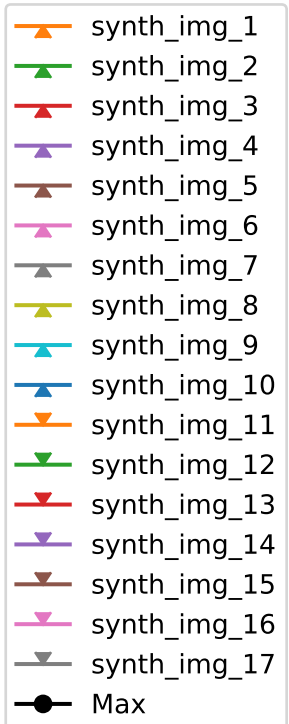 synth_img_1
synth_img_2
synth_img_3
synth_img_4
synth_img_5
synth_img_6
synth_img_7
synth_img_8
synth_img_9
synth_img_10
synth_img_11
synth_img_12
synth_img_13
synth_img_14
synth_img_15
synth_img_16
synth_img_17
Max